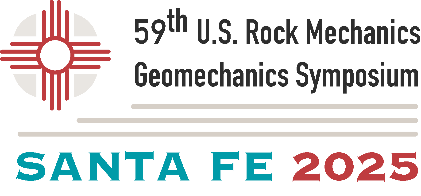 59th U.S. Rock Mechanics
Geomechanics Symposium
SANTA FE 2025